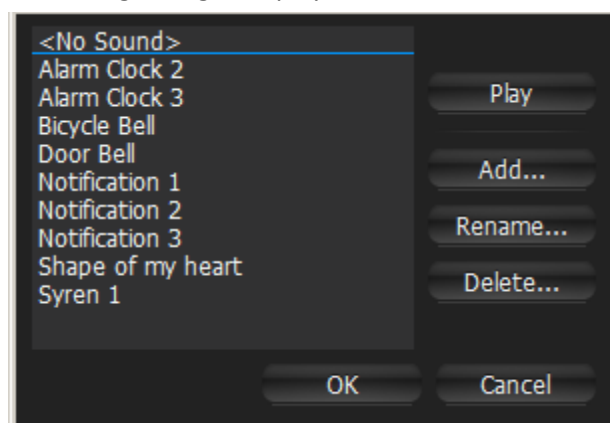 <No Sound>
Alarm Clock 2
Alarm Clock 3
Bicycle Bell
Door Bell
Notification 1
Notification 2
Notification 3
Shape of my heart
Syren 1
Play
Add...
Rename...
Delete...
OK
Cancel